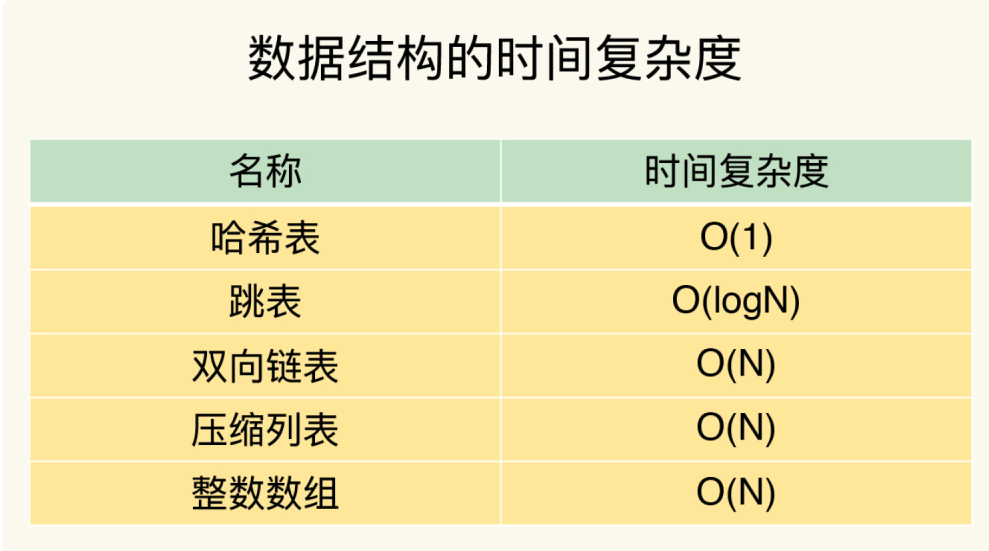 数据结构的时间复杂度
名称 时间复杂度
哈希表 O(1)
跳表 O(logN)
双向链表 O(N)
压缩列表 O(N)
整数数组 O(N)